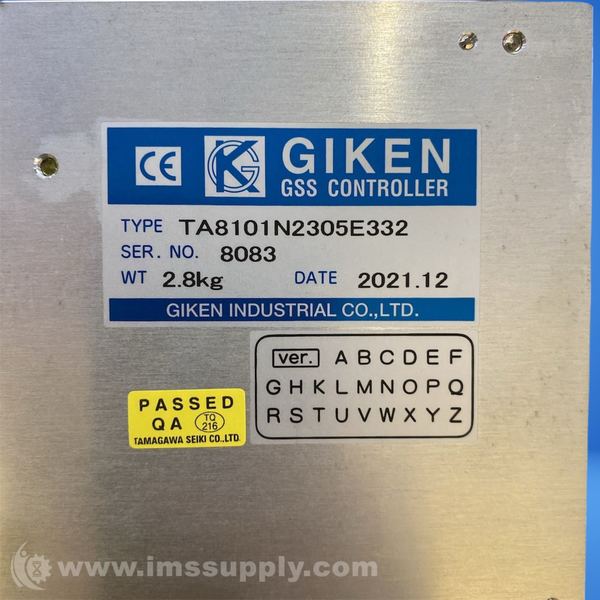 CE GK GIKEN
GSS CONTROLLER
TYPE TA8101N2305E332
SER. NO. 8083
WT 2.8kg DATE 2021.12
GIKEN INDUSTRIAL CO.,LTD.
ver. A B C D E F
G H K L M N O P Q
R S T U V W X Y Z
PASSED
QA TQ 216
TAMAGAWA SEIKI CO.,LTD.
www.imssupply.com